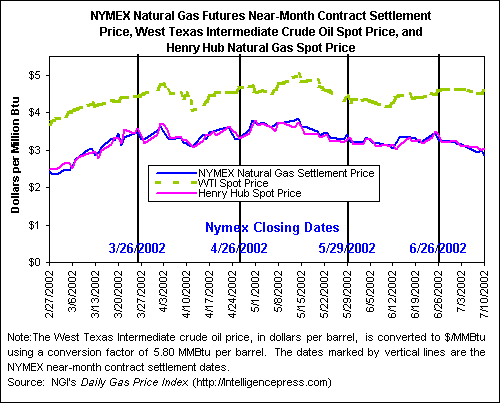 NYMEX Natural Gas Futures Near-Month Contract Settlement
Price, West Texas Intermediate Crude Oil Spot Price, and
Henry Hub Natural Gas Spot Price
Dollars per Million Btu
$5
$4
$3
$2
$1
$0
NYMEX Natural Gas Settlement Price
WTI Spot Price
Henry Hub Spot Price
Nymex Closing Dates
3/26/2002
4/26/2002
5/29/2002
6/26/2002
2/27/2002
3/6/2002
3/13/2002
3/20/2002
3/27/2002
4/3/2002
4/10/2002
4/17/2002
4/24/2002
5/1/2002
5/8/2002
5/15/2002
5/22/2002
5/29/2002
6/5/2002
6/12/2002
6/19/2002
6/26/2002
7/3/2002
7/10/2002
Note:The West Texas Intermediate crude oil price, in dollars per barrel, is converted to $/MMBtu
using a conversion factor of 5.80 MMBtu per barrel. The dates marked by vertical lines are the
NYMEX near-month contract settlement dates.
Source: NGI's Daily Gas Price Index (http://Intelligencepress.com)